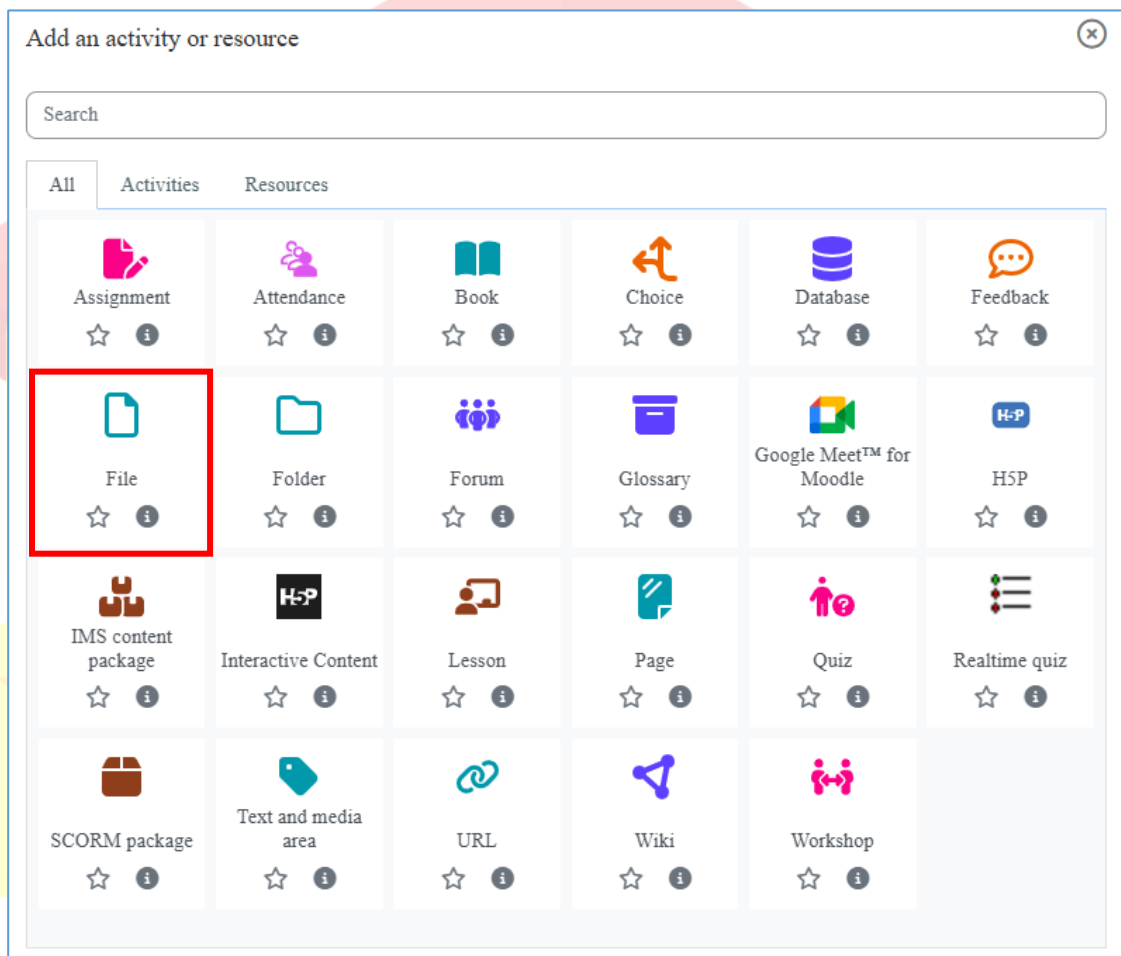 Add an activity or resource
Search
All Activities Resources
Assignment Attendance Book Choice Database Feedback
H-P
Google Meet™ for
File Folder Forum Glossary Moodle H5P
H-P
IMS content
package Interactive Content Lesson Page Quiz Realtime quiz
Text and media
SCORM package area URL Wiki Workshop